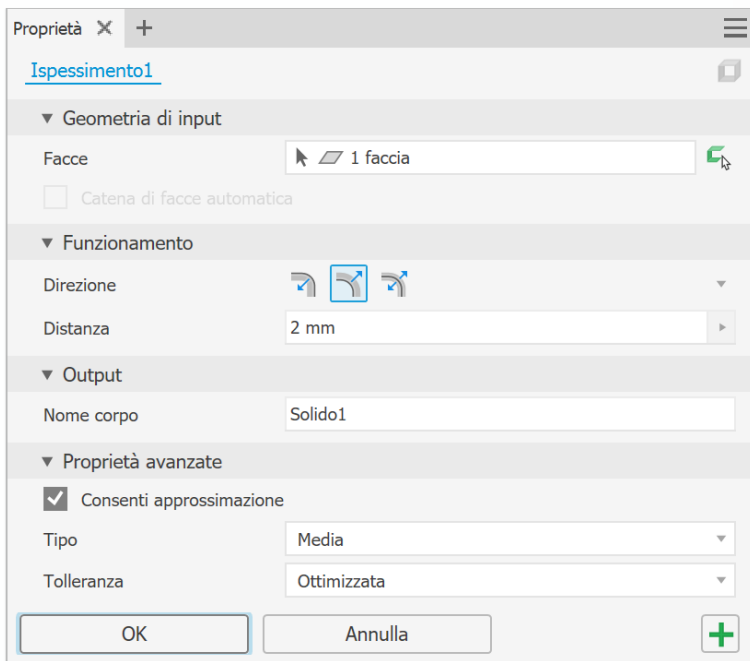 Proprietà
Ispessimento1
Geometria di input
Facce 1 faccia
Catena di facce automatica
Funzionamento
Direzione
Distanza 2 mm
Output
Nome corpo Solido1
Proprietà avanzate
Consenti approssimazione
Tipo Media
Tolleranza Ottimizzata
OK Annulla